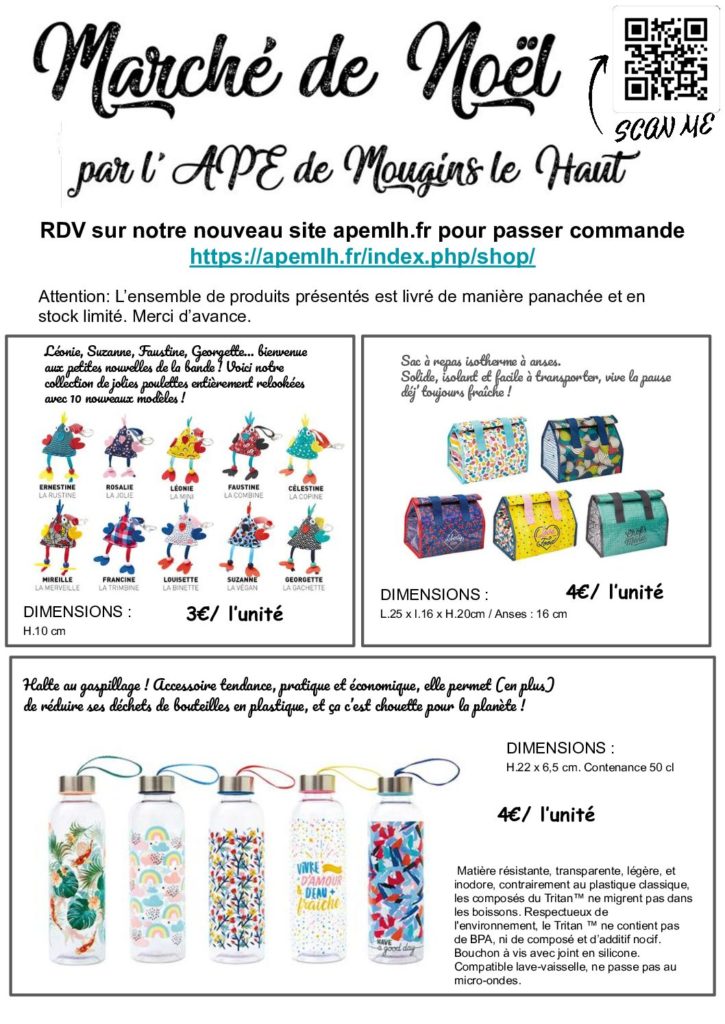 Marché de Noël
SCAN ME
par l' APE de Mougins le Haut
RDV sur notre nouveau site apemlh.fr pour passer commande
https://apemlh.fr/index.php/shop/
Attention: L’ensemble de produits présentés est livré de manière panachée et en
stock limité. Merci d’avance.
Léonie, Suzanne, Faustine, Georgette... bienvenue
aux petites nouvelles de la bande ! Voici notre
collection de jolies poulettes entièrement relookées
avec 10 nouveaux modèles !
ERNESTINE ROSALIE LÉONIE FAUSTINE CÉLESTINE
LA RUSTINE LA JOLIE LA MINI LA COMBINE LA COPINE
MIREILLE FRANCINE LOUISETTE SUZANNE GEORGETTE
LA MERVEILLE LA TRIMBINE LA BINETTE LA VEGAN LA GACHETTE
DIMENSIONS :
3€/ l'unité
H.10 cm
Sac à repas isotherme à anses.
Solide, isolant et facile à transporter, vive la pause
déj' toujours fraîche !
DIMENSIONS :
4€/ l'unité
L.25 x l.16 x H.20cm / Anses : 16 cm
Halte au gaspillage ! Accessoire tendance, pratique et économique, elle permet (en plus)
de réduire ses déchets de bouteilles en plastique, et ça c'est chouette pour la planète !
VIVRE
D'AMOUR
& D'EAU
fraîche
HAVE
a good day
DIMENSIONS :
H.22 x 6,5 cm. Contenance 50 cl
4€/ l'unité
Matière résistante, transparente, légère, et
inodore, contrairement au plastique classique,
les composés du Tritan™ ne migrent pas dans
les boissons. Respectueux de
l'environnement, le Tritan ™ ne contient pas
de BPA, ni de composé et d’additif nocif.
Bouchon à vis avec joint en silicone.
Compatible lave-vaisselle, ne passe pas au
micro-ondes.